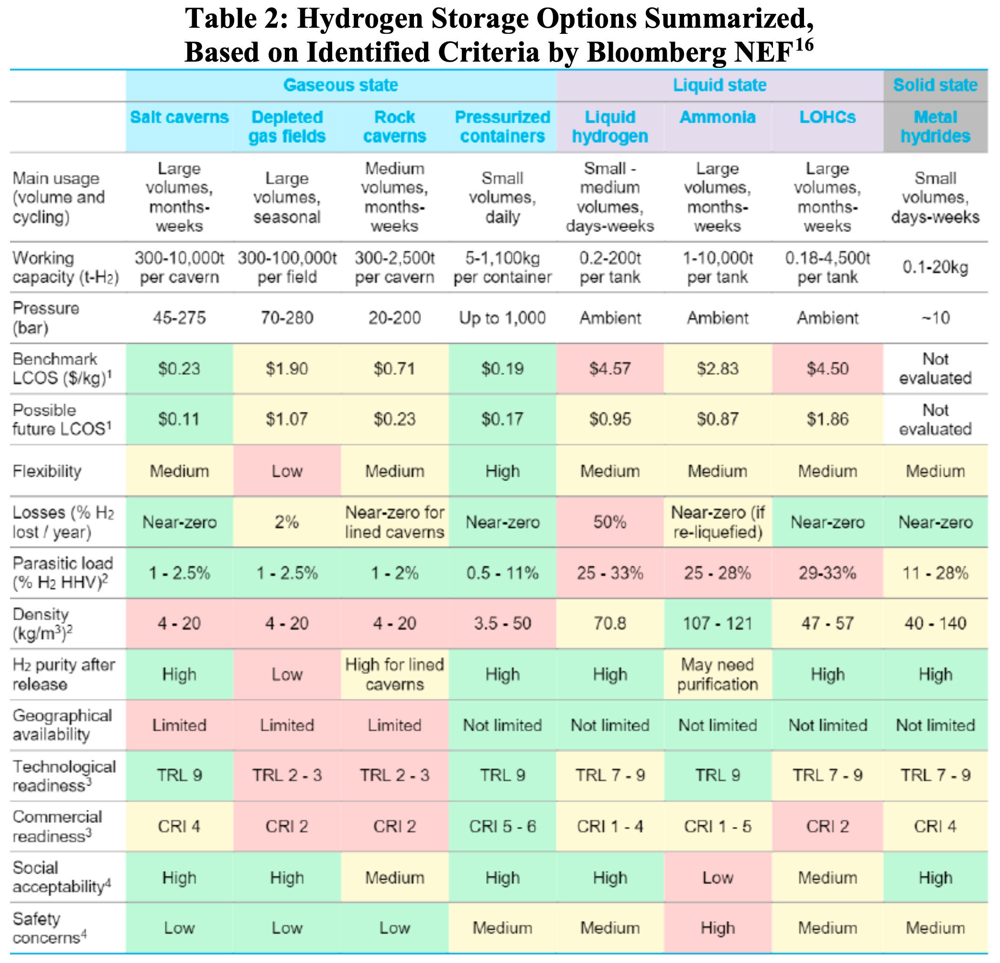 Table 2: Hydrogen Storage Options Summarized,
Based on Identified Criteria by Bloomberg NEF16
Gaseous state Liquid state Solid state
Salt caverns Depleted gas fields Rock caverns Pressurized containers Liquid hydrogen Ammonia LOHCs Metal hydrides
Main usage (volume and cycling) Large volumes, months-weeks Large volumes, seasonal Medium volumes, months-weeks Small volumes, daily Small - medium volumes, days-weeks Large volumes, months-weeks Large volumes, months-weeks Small volumes, days-weeks
Working capacity (t-H2) 300-10,000t per cavern 300-100,000t per field 300-2,500t per cavern 5-1,100kg per container 0.2-200t per tank 1-10,000t per tank 0.18-4,500t per tank 0.1-20kg
Pressure (bar) 45-275 70-280 20-200 Up to 1,000 Ambient Ambient Ambient ~10
Benchmark LCOS ($/kg)1 $0.23 $1.90 $0.71 $0.19 $4.57 $2.83 $4.50 Not evaluated
Possible future LCOS1 $0.11 $1.07 $0.23 $0.17 $0.95 $0.87 $1.86 Not evaluated
Flexibility Medium Low Medium High Medium Medium Medium Medium
Losses (% H2 lost / year) Near-zero 2% Near-zero for lined caverns Near-zero 50% Near-zero (if re-liquefied) Near-zero Near-zero
Parasitic load (% H2 HHV)2 1 - 2.5% 1 - 2.5% 1 - 2% 0.5 - 11% 25 - 33% 25 - 28% 29-33% 11 - 28%
Density (kg/m3)2 4 - 20 4 - 20 4 - 20 3.5 - 50 70.8 107 - 121 47 - 57 40 - 140
H2 purity after release High Low High for lined caverns High High May need purification High High
Geographical availability Limited Limited Limited Not limited Not limited Not limited Not limited Not limited
Technological readiness3 TRL 9 TRL 2 - 3 TRL 2 - 3 TRL 9 TRL 7 - 9 TRL 9 TRL 7 - 9 TRL 7 - 9
Commercial readiness3 CRI 4 CRI 2 CRI 2 CRI 5 - 6 CRI 1 - 4 CRI 1 - 5 CRI 2 CRI 4
Social acceptability4 High High Medium High High Low Medium High
Safety concerns4 Low Low Low Medium Medium High Medium Medium